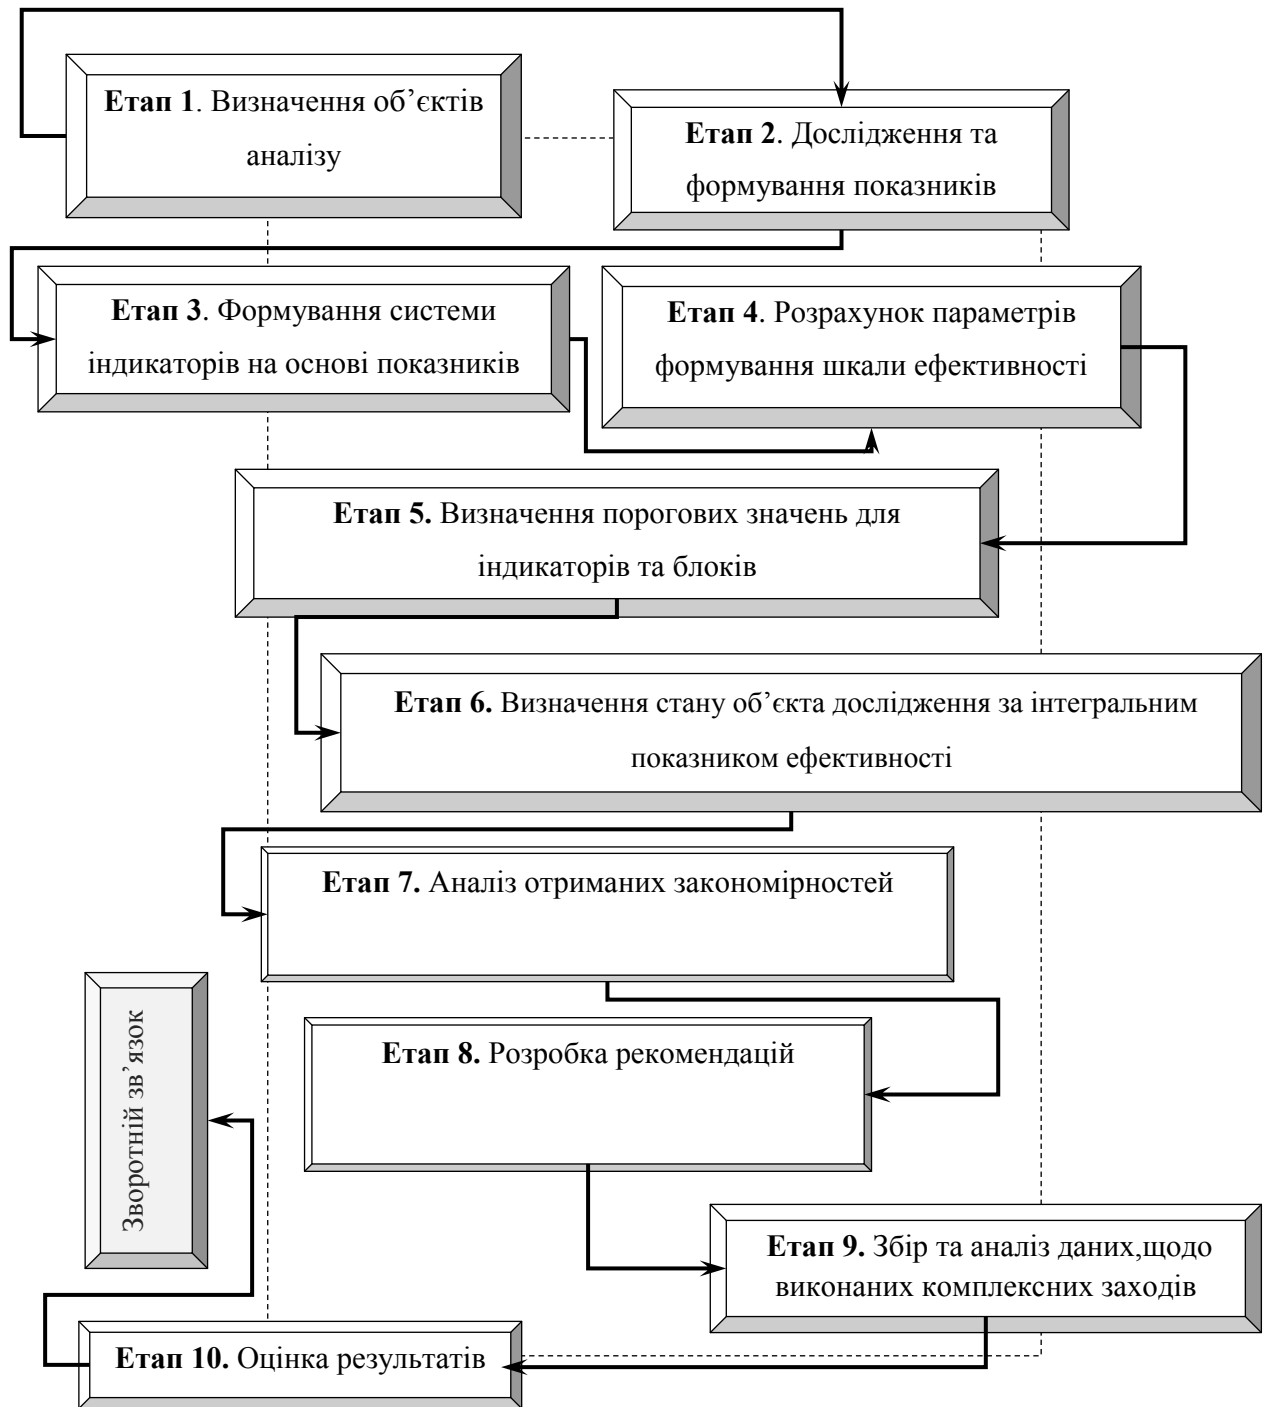 Етап 1. Визначення об’єктів
аналізу
Етап 2. Дослідження та
формування показників
Етап 3. Формування системи
індикаторів на основі показників
Етап 4. Розрахунок параметрів
формування шкали ефективності
Етап 5. Визначення порогових значень для
індикаторів та блоків
Етап 6. Визначення стану об’єкта дослідження за інтегральним
показником ефективності
Етап 7. Аналіз отриманих закономірностей
Етап 8. Розробка рекомендацій
Зворотній зв’язок
Етап 9. Збір та аналіз даних,щодо
виконаних комплексних заходів
Етап 10. Оцінка результатів